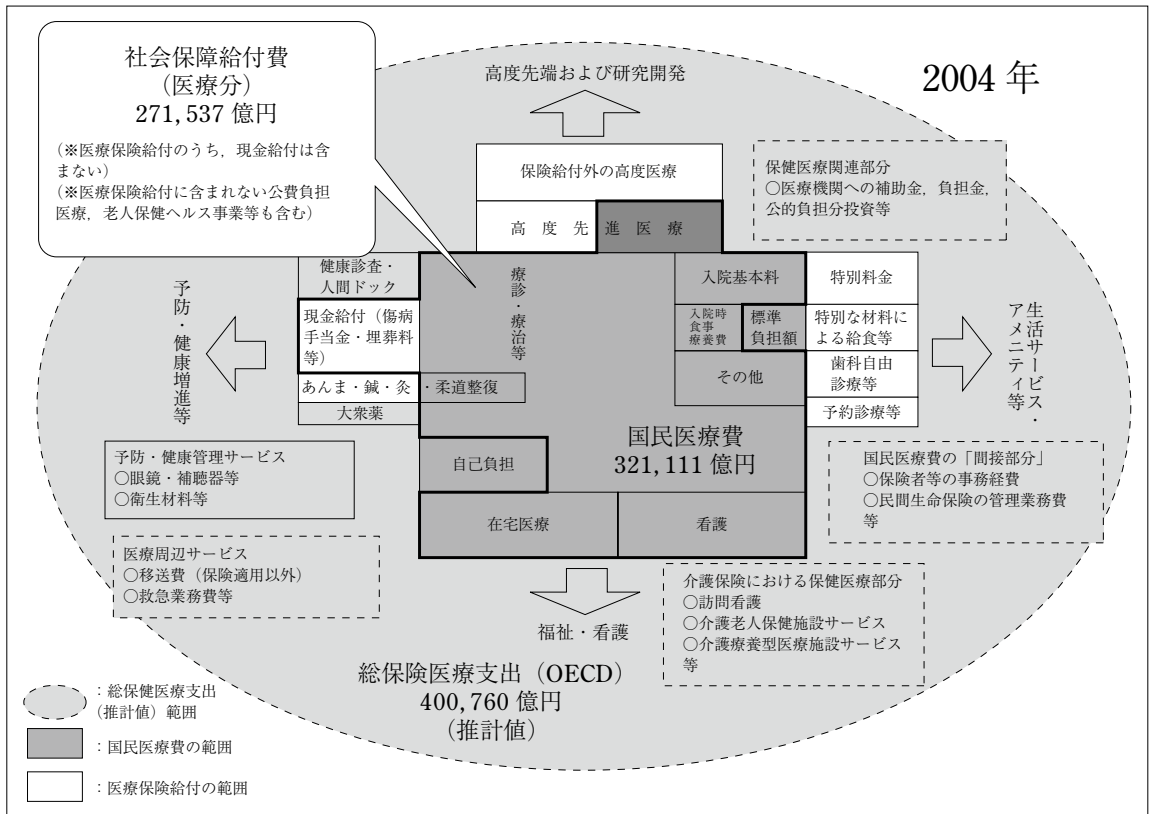 社会保障給付費
(医療分)
271,537 億円
(※医療保険給付のうち，現金給付は含
まない)
(※医療保険給付に含まれない公費負担
医療，老人保健ヘルス事業等も含む)
高度先端および研究開発
2004 年
保険給付外の高度医療
高度先進医療
保健医療関連部分
○医療機関への補助金，負担金，
公的負担分投資等
健康診査・
人間ドック
現金給付（傷病
手当金・埋葬料
等）
あんま・鍼・灸・柔道整復
大衆薬
療診・療治等
入院基本料
入院時
食事
療養費
標準
負担額
その他
特別料金
特別な材料に
よる給食等
歯科自由
診療等
予約診療等
予防・健康増進等
生活サービス・
アメニティ等
国民医療費
321,111 億円
自己負担
在宅医療
看護
予防・健康管理サービス
○眼鏡・補聴器等
○衛生材料等
国民医療費の「間接部分」
○保険者等の事務経費
○民間生命保険の管理業務費
等
医療周辺サービス
○移送費（保険適用以外）
○救急業務費等
介護保険における保健医療部分
○訪問看護
○介護老人保健施設サービス
○介護療養型医療施設サービス
等
福祉・看護
総保険医療支出（OECD）
400,760 億円
（推計値）
：総保健医療支出
（推計値）範囲
：国民医療費の範囲
：医療保険給付の範囲